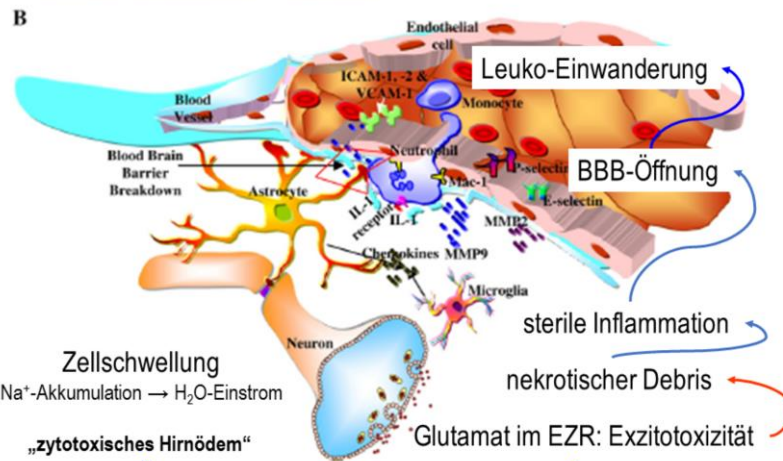 B
Endothelial
cell
Leuko-Einwanderung
ICAM-1, -2 &
VCAM-1
Monocyte
Blood
Vessel
Neutrophil
P-selectin
BBB-Öffnung
Blood Brain
Barrier
Breakdown
Astrocyte
Mac-1
E-selectin
IL-1
receptor
IL-1
MMP2
Chemokines
MMP9
Microglia
sterile Inflammation
Neuron
Zellschwellung
Na⁺-Akkumulation → H₂O-Einstrom
nekrotischer Debris
„zytotoxisches Hirnödem“
Glutamat im EZR: Exzitotoxizität